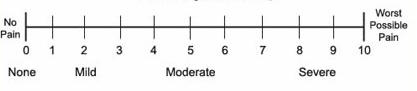 No
Pain
Worst
Possible
Pain
0 1 2 3 4 5 6 7 8 9 10
None Mild Moderate Severe